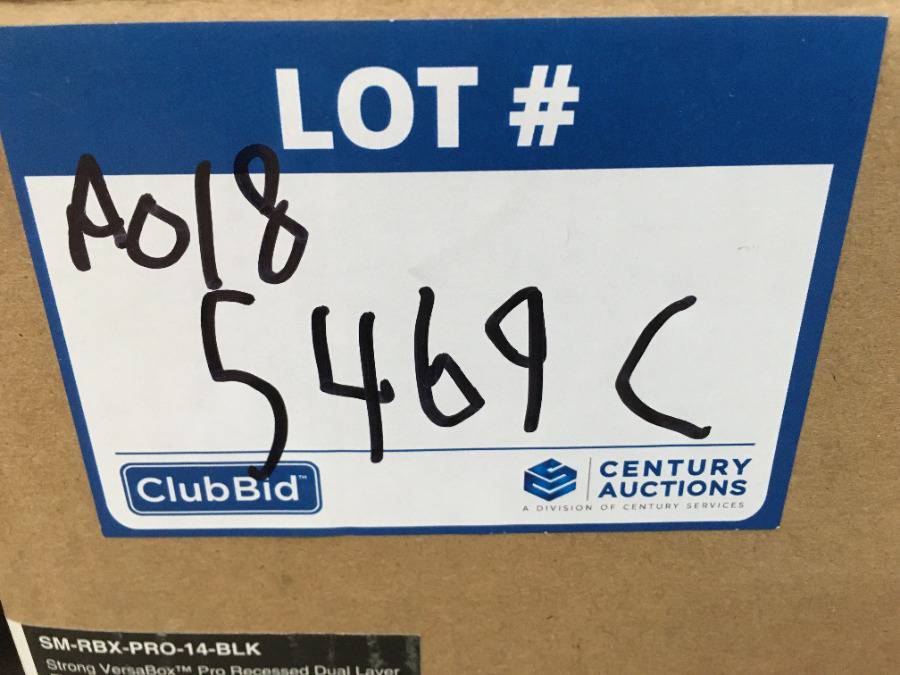 LOT #
A018
5469 C
ClubBid™
CENTURY
AUCTIONS
A DIVISION OF CENTURY SERVICES
SM-RBX-PRO-14-BLK
Strong VersaBox™ Pro Recessed Dual Layer